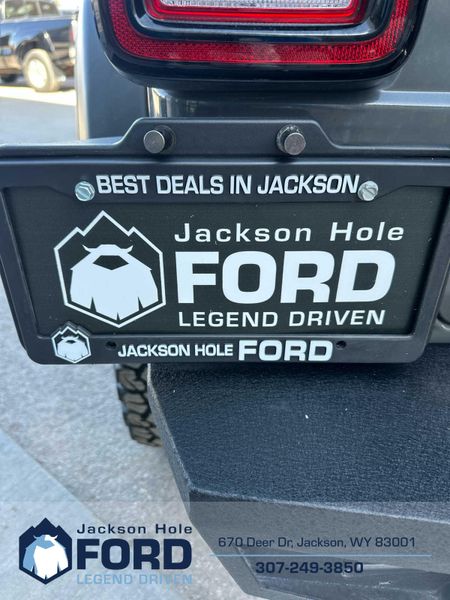 BEST DEALS IN JACKSON
Jackson Hole
FORD
LEGEND DRIVEN
JACKSON HOLE FORD
Jackson Hole
FORD
LEGEND DRIVEN
670 Deer Dr, Jackson, WY 83001
307-249-3850